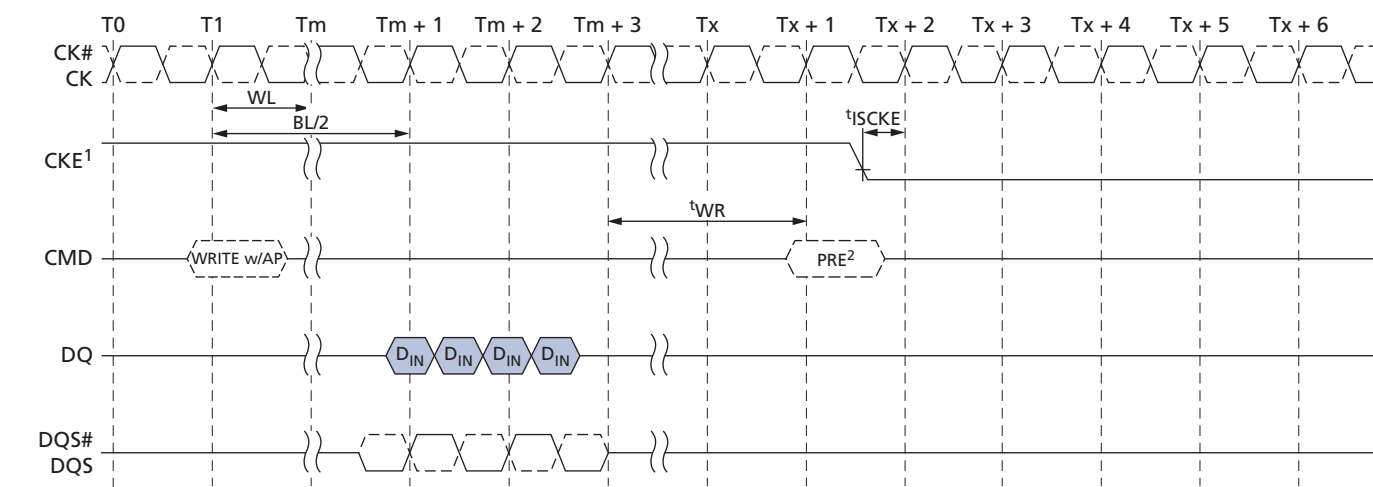 T0 T1 Tm Tm + 1 Tm + 2 Tm + 3 Tx Tx + 1 Tx + 2 Tx + 3 Tx + 4 Tx + 5 Tx + 6
CK#
CK
WL
BL/2
tISCKE
CKE1
tWR
CMD WRITE w/AP PRE2
DQ DIN DIN DIN DIN
DQS#
DQS